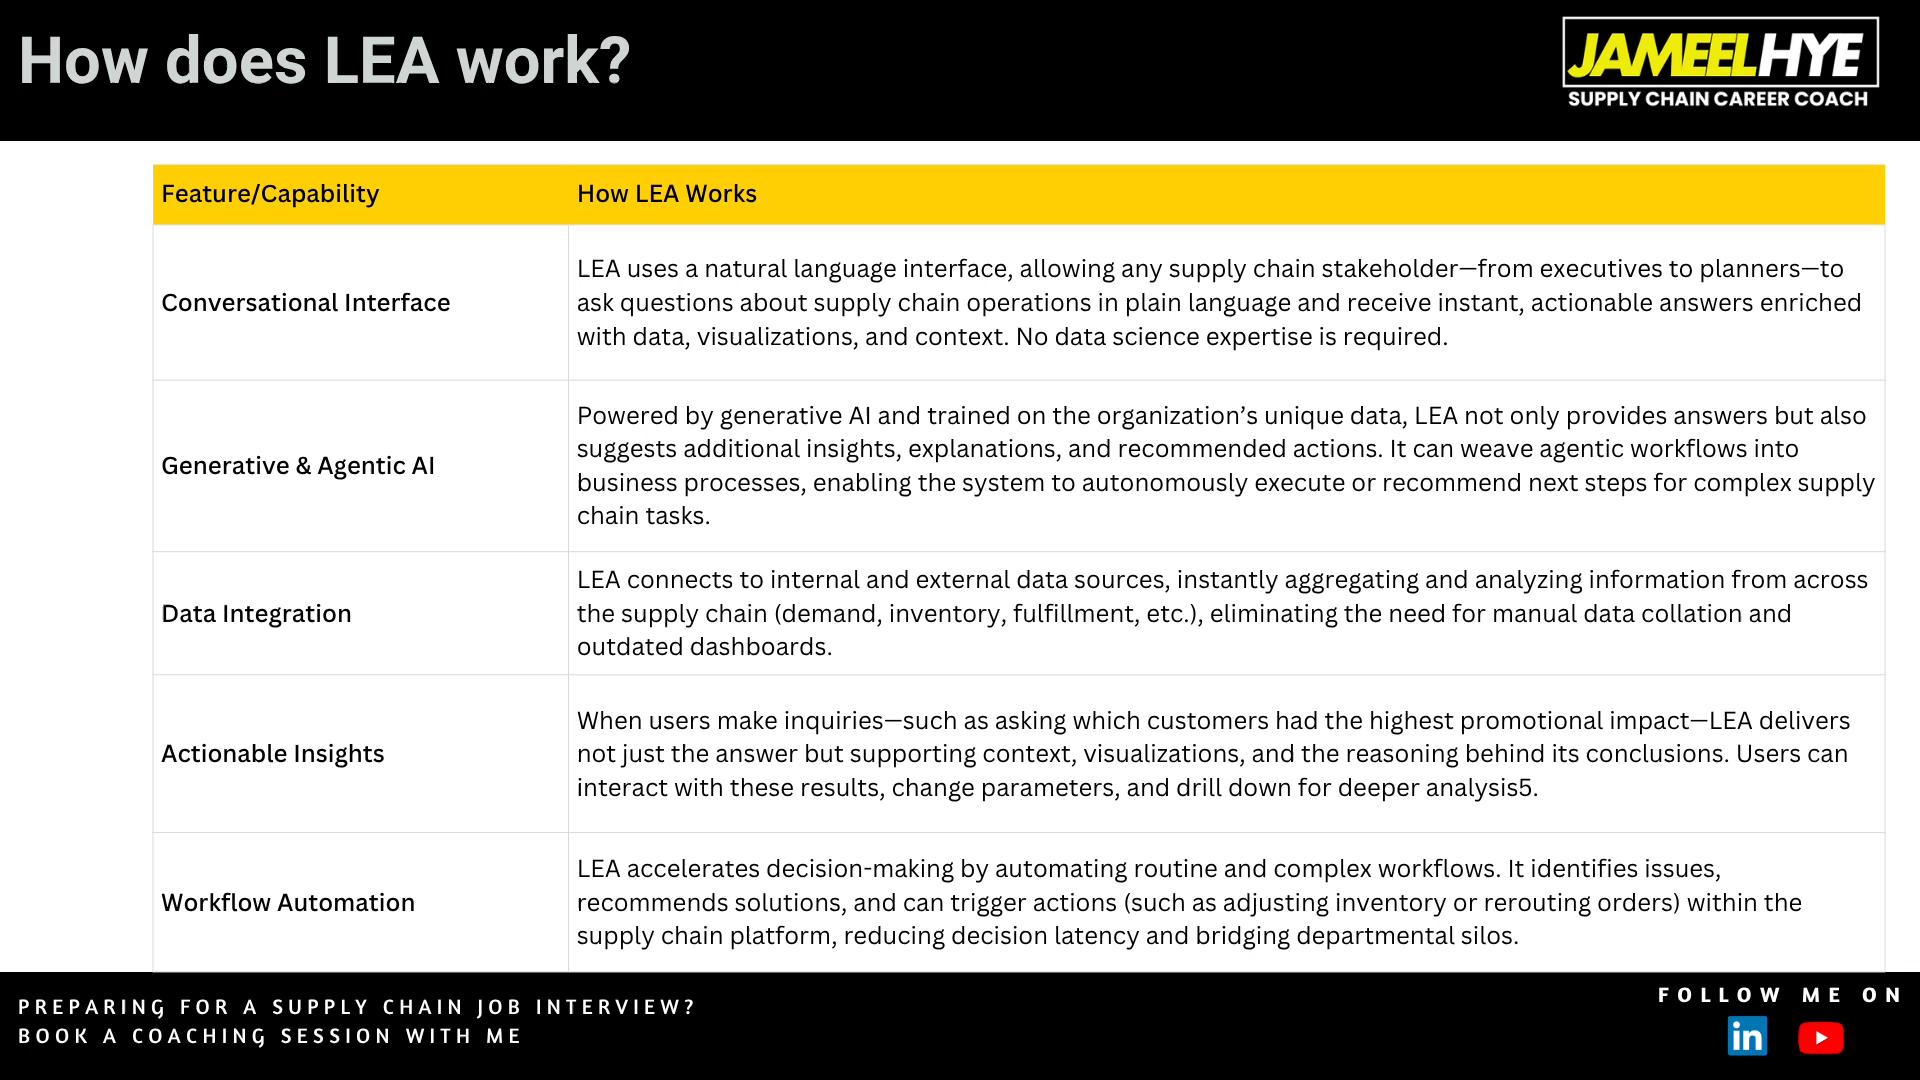 How does LEA work?
JAMEELHYE
SUPPLY CHAIN CAREER COACH
Feature/Capability
How LEA Works
Conversational Interface
LEA uses a natural language interface, allowing any supply chain stakeholder—from executives to planners—to
ask questions about supply chain operations in plain language and receive instant, actionable answers enriched
with data, visualizations, and context. No data science expertise is required.
Generative & Agentic AI
Powered by generative AI and trained on the organization’s unique data, LEA not only provides answers but also
suggests additional insights, explanations, and recommended actions. It can weave agentic workflows into
business processes, enabling the system to autonomously execute or recommend next steps for complex supply
chain tasks.
Data Integration
LEA connects to internal and external data sources, instantly aggregating and analyzing information from across
the supply chain (demand, inventory, fulfillment, etc.), eliminating the need for manual data collation and
outdated dashboards.
Actionable Insights
When users make inquiries—such as asking which customers had the highest promotional impact—LEA delivers
not just the answer but supporting context, visualizations, and the reasoning behind its conclusions. Users can
interact with these results, change parameters, and drill down for deeper analysis5.
Workflow Automation
LEA accelerates decision-making by automating routine and complex workflows. It identifies issues,
recommends solutions, and can trigger actions (such as adjusting inventory or rerouting orders) within the
supply chain platform, reducing decision latency and bridging departmental silos.
PREPARING FOR A SUPPLY CHAIN JOB INTERVIEW?
BOOK A COACHING SESSION WITH ME
FOLLOW ME ON
in